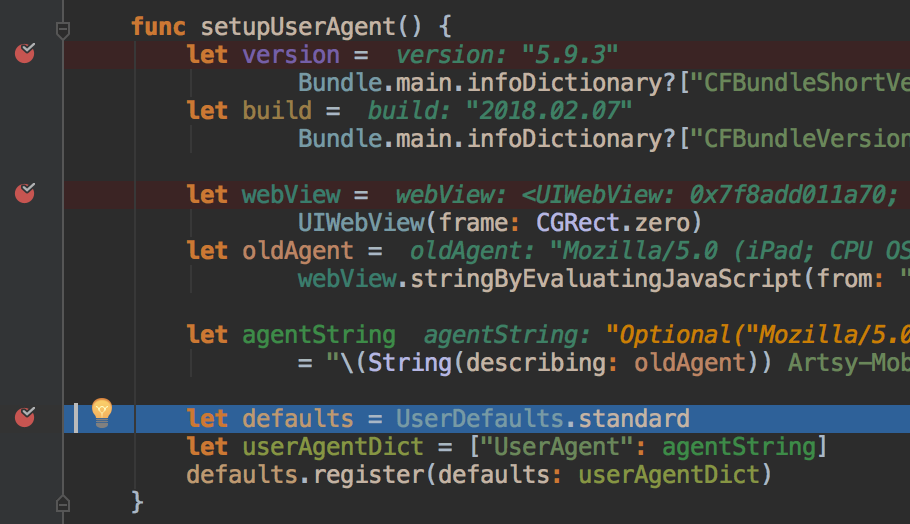 func setupUserAgent() {
let version = version: "5.9.3"
Bundle.main.infoDictionary?["CFBundleShortVe
let build = build: "2018.02.07"
Bundle.main.infoDictionary?["CFBundleVersion
let webView = webView: <UIWebView: 0x7f8add011a70;
UIWebView(frame: CGRect.zero)
let oldAgent = oldAgent: "Mozilla/5.0 (iPad; CPU OS
webView.stringByEvaluatingJavaScript(from: "
let agentString agentString: "Optional("Mozilla/5.0
= "\(String(describing: oldAgent)) Artsy-Mob
let defaults = UserDefaults.standard
let userAgentDict = ["UserAgent": agentString]
defaults.register(defaults: userAgentDict)
}